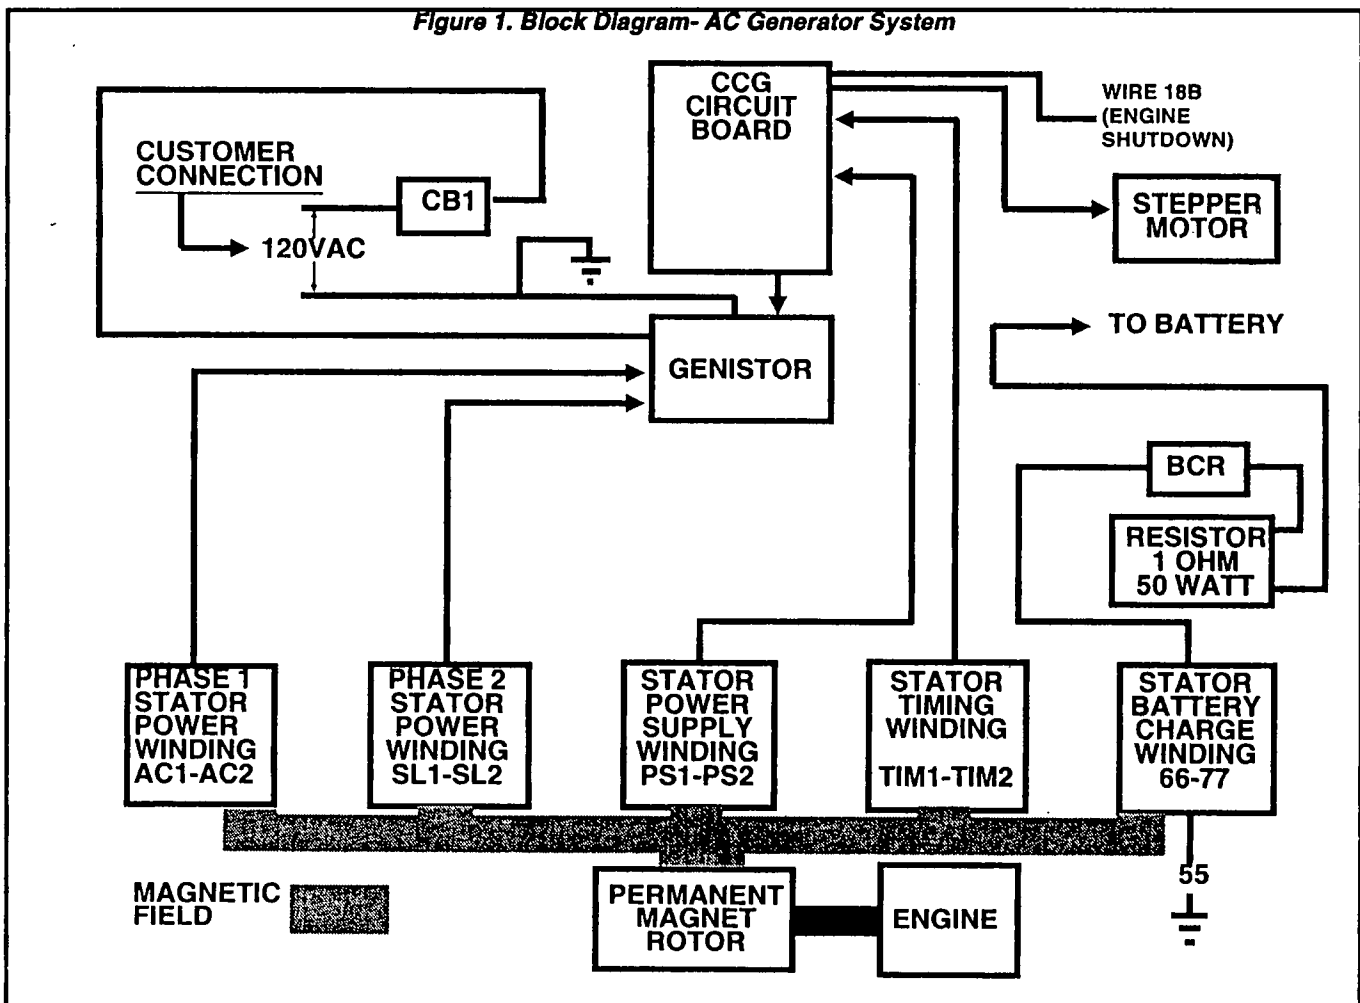 Figure 1. Block Diagram- AC Generator System
CCG
CIRCUIT
BOARD
WIRE 18B
(ENGINE
SHUTDOWN)
CUSTOMER
CONNECTION
CB1
120VAC
STEPPER
MOTOR
TO BATTERY
GENISTOR
BCR
RESISTOR
1 OHM
50 WATT
PHASE 1
STATOR
POWER
WINDING
AC1-AC2
PHASE 2
STATOR
POWER
WINDING
SL1-SL2
STATOR
POWER
SUPPLY
WINDING
PS1-PS2
STATOR
TIMING
WINDING
TIM1-TIM2
STATOR
BATTERY
CHARGE
WINDING
66-77
55
MAGNETIC
FIELD
PERMANENT
MAGNET
ROTOR
ENGINE